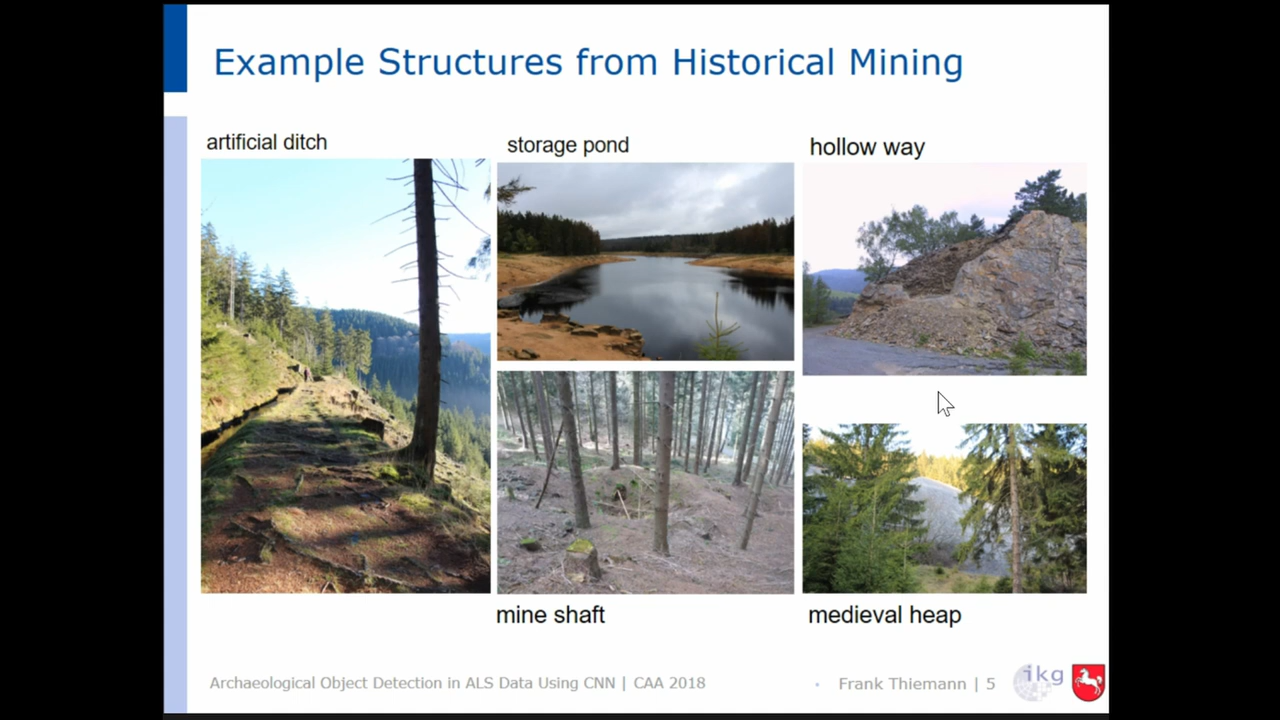 Example Structures from Historical Mining
artificial ditch
storage pond
hollow way
mine shaft
medieval heap
Archaeological Object Detection in ALS Data Using CNN | CAA 2018
Frank Thiemann | 5
ikg